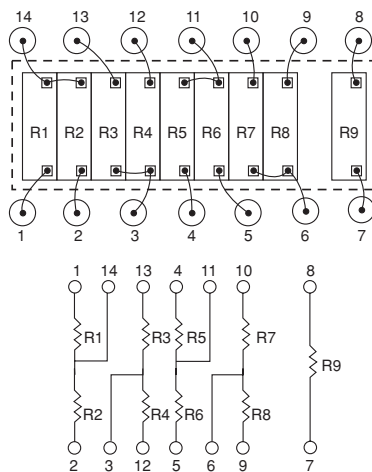 14 13 12 11 10 9 8
R1 R2 R3 R4 R5 R6 R7 R8 R9
1 2 3 4 5 6 7
1 14 13 4 11 10 8
R1 R3 R5 R7
R9
R2 R4 R6 R8
2 3 12 5 6 9 7